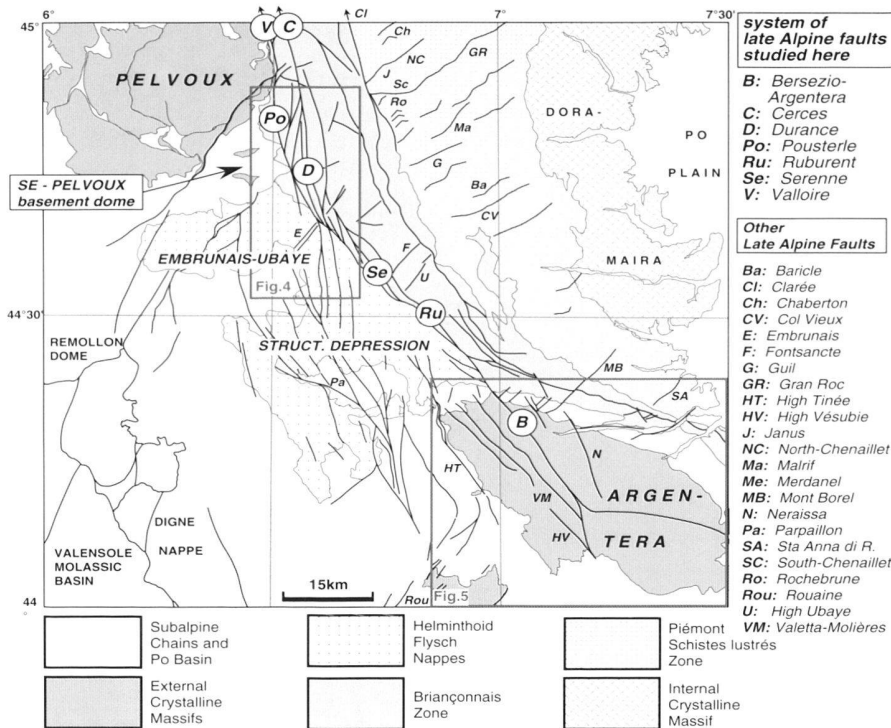 45° 6° 7° 7°30'
V C Cl
Ch
NC GR
J
Sc
Ro
PELVOUX
Po
Ma
DORA-
PO
PLAIN
G
D
Ba
CV
SE - PELVOUX
basement dome
E
F
EMBRUNAIS-UBAYE
Se
U
MAIRA
Fig.4
Ru
44°30'
REMOLLON
DOME
STRUCT. DEPRESSION
Pa
MB
SA
B
N
HT
VM
ARGEN-
TERA
HV
DIGNE
NAPPE
VALENSOLE
MOLASSIC
BASIN
15km
Rou
Fig.5
44 6° 7°
system of
late Alpine faults
studied here
B: Bersezio-
Argentera
C: Cerces
D: Durance
Po: Pousterle
Ru: Ruburent
Se: Serenne
V: Valloire
Other
Late Alpine Faults
Ba: Baricle
Cl: Clarée
Ch: Chaberton
CV: Col Vieux
E: Embrunais
F: Fontsancte
G: Guil
GR: Gran Roc
HT: High Tinée
HV: High Vésubie
J: Janus
NC: North-Chenaillet
Ma: Malrif
Me: Merdanel
MB: Mont Borel
N: Neraissa
Pa: Parpaillon
SA: Sta Anna di R.
SC: South-Chenaillet
Ro: Rochebrune
Rou: Rouaine
U: High Ubaye
VM: Valetta-Molières
Subalpine
Chains and
Po Basin
Helminthoid
Flysch
Nappes
Piémont
Schistes lustrés
Zone
External
Crystalline
Massifs
Briançonnais
Zone
Internal
Crystalline
Massif